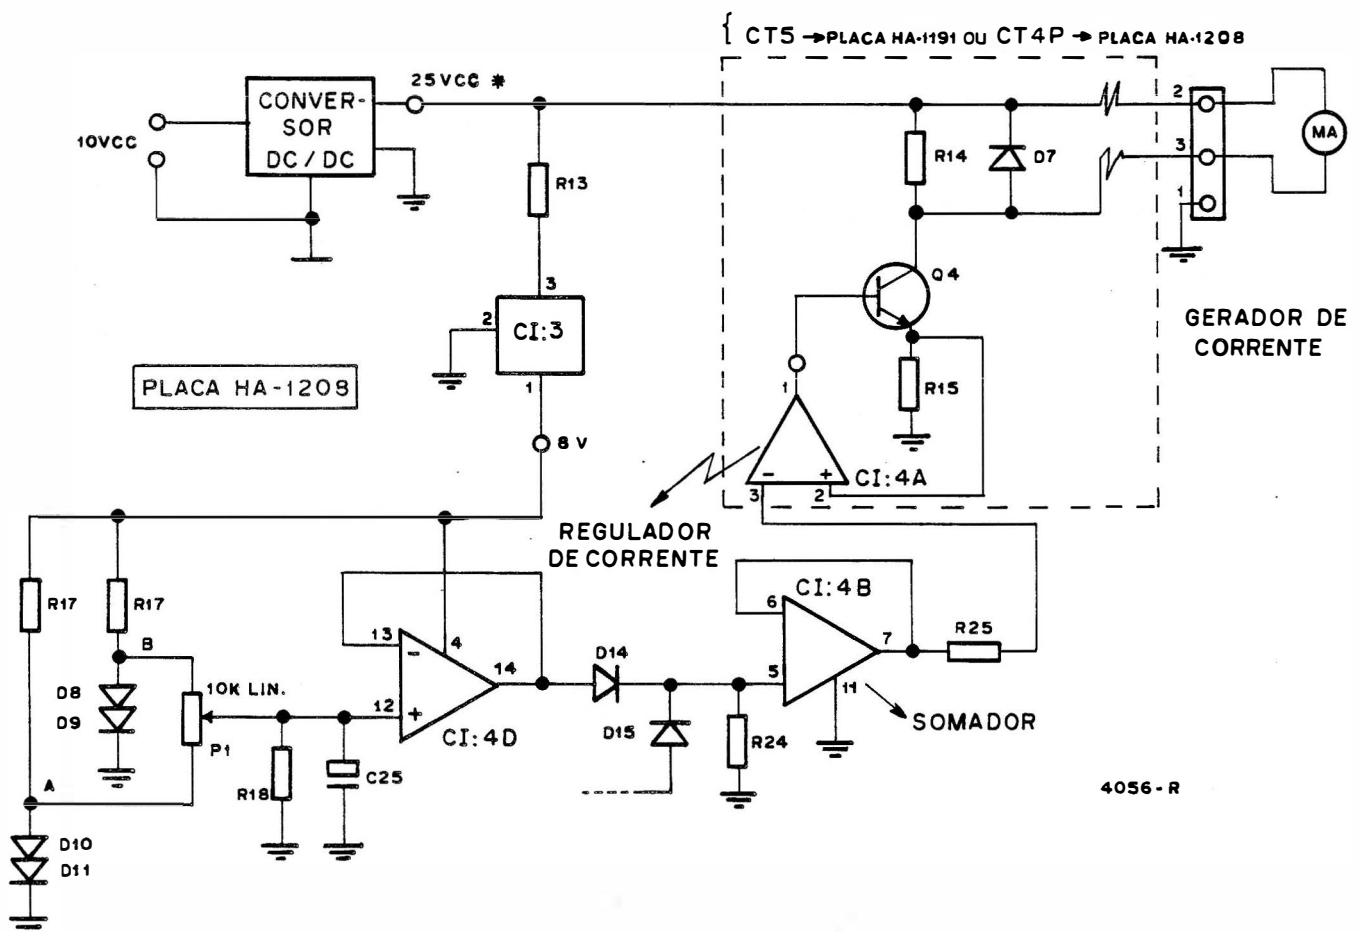 { CT5 → PLACA HA-1191 OU CT4P → PLACA HA-1208
25VCC *
CONVER-
SOR
DC / DC
10VCC
R13
R14
D7
2
3
1
MA
Q4
3
2
CI:3
1
GERADOR DE
CORRENTE
PLACA HA-1208
8 V
1
R15
- +
CI:4A
3 2
REGULADOR
DE CORRENTE
R17
R17
B
D8
D9
10K LIN.
P1
A
R18
C25
D10
D11
13
12
-
+
4
14
CI:4D
D14
D15
R24
CI:4B
6
5
7
11
R25
SOMADOR
4056-R